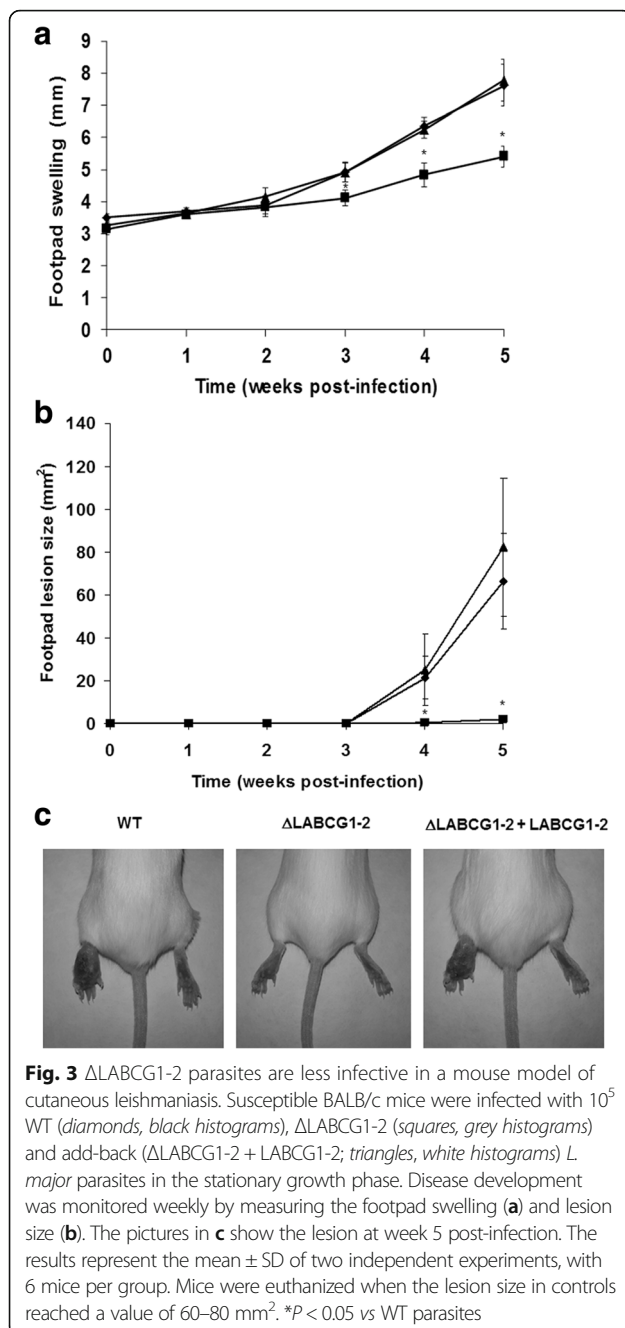 a
9
8
7
6
5
4
3
2
1
0
Footpad swelling (mm)
*
*
*
0 1 2 3 4 5
Time (weeks post-infection)
b
140
120
100
80
60
40
20
0
Footpad lesion size (mm²)
*
*
0 1 2 3 4 5
Time (weeks post-infection)
c
WT ΔLABCG1-2 ΔLABCG1-2 + LABCG1-2
Fig. 3 ΔLABCG1-2 parasites are less infective in a mouse model of
cutaneous leishmaniasis. Susceptible BALB/c mice were infected with 10⁵
WT (diamonds, black histograms), ΔLABCG1-2 (squares, grey histograms)
and add-back (ΔLABCG1-2 + LABCG1-2; triangles, white histograms) L.
major parasites in the stationary growth phase. Disease development
was monitored weekly by measuring the footpad swelling (a) and lesion
size (b). The pictures in c show the lesion at week 5 post-infection. The
results represent the mean ± SD of two independent experiments, with
6 mice per group. Mice were euthanized when the lesion size in controls
reached a value of 60–80 mm². *P < 0.05 vs WT parasites